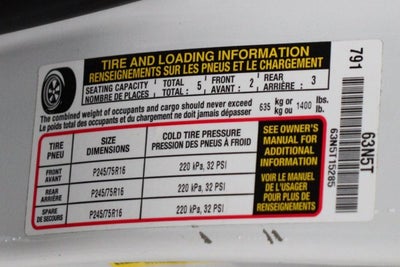 TIRE AND LOADING INFORMATION
RENSEIGNEMENTS SUR LES PNEUS ET LE CHARGEMENT
SEATING CAPACITY
NOMBRE DE PLACES : TOTAL TOTAL : 5 FRONT AVANT : 2 REAR ARRIÈRE : 3
The combined weight of occupants and cargo should never exceed
Le poids total des occupants et du chargement ne doit jamais dépasser
635 kg or kg ou 1400 lbs. lb.
TIRE PNEU
SIZE DIMENSIONS
COLD TIRE PRESSURE
PRESSION DES PNEUS À FROID
FRONT AVANT P245/75R16 220 kPa, 32 PSI
REAR ARRIÈRE P245/75R16 220 kPa, 32 PSI
SPARE DE SECOURS P245/75R16 220 kPa, 32 PSI
SEE OWNER'S
MANUAL FOR
ADDITIONAL
INFORMATION
VOIR LE MANUEL
DE L'USAGER
POUR PLUS DE
RENSEIGNEMENTS
791
63N5T
63N5T15285